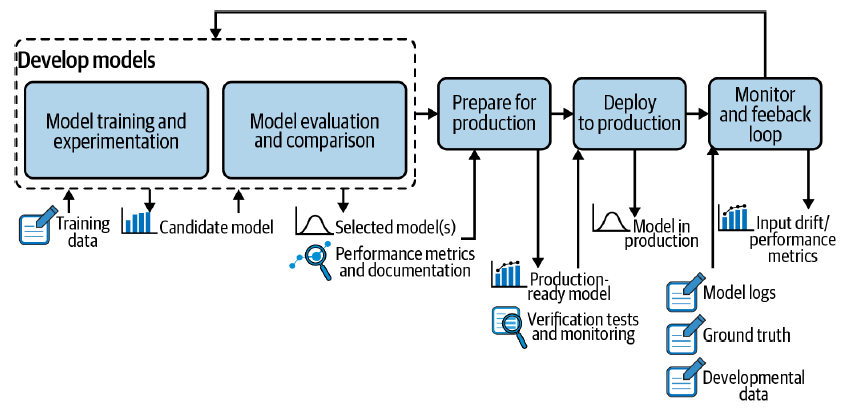 Develop models
Model training and
experimentation
Model evaluation
and comparison
Prepare for
production
Deploy
to production
Monitor
and feeback
loop
Training
data
Candidate model
Selected model(s)
Performance metrics
and documentation
Production-
ready model
Verification tests
and monitoring
Model in
production
Input drift/
performance
metrics
Model logs
Ground truth
Developmental
data